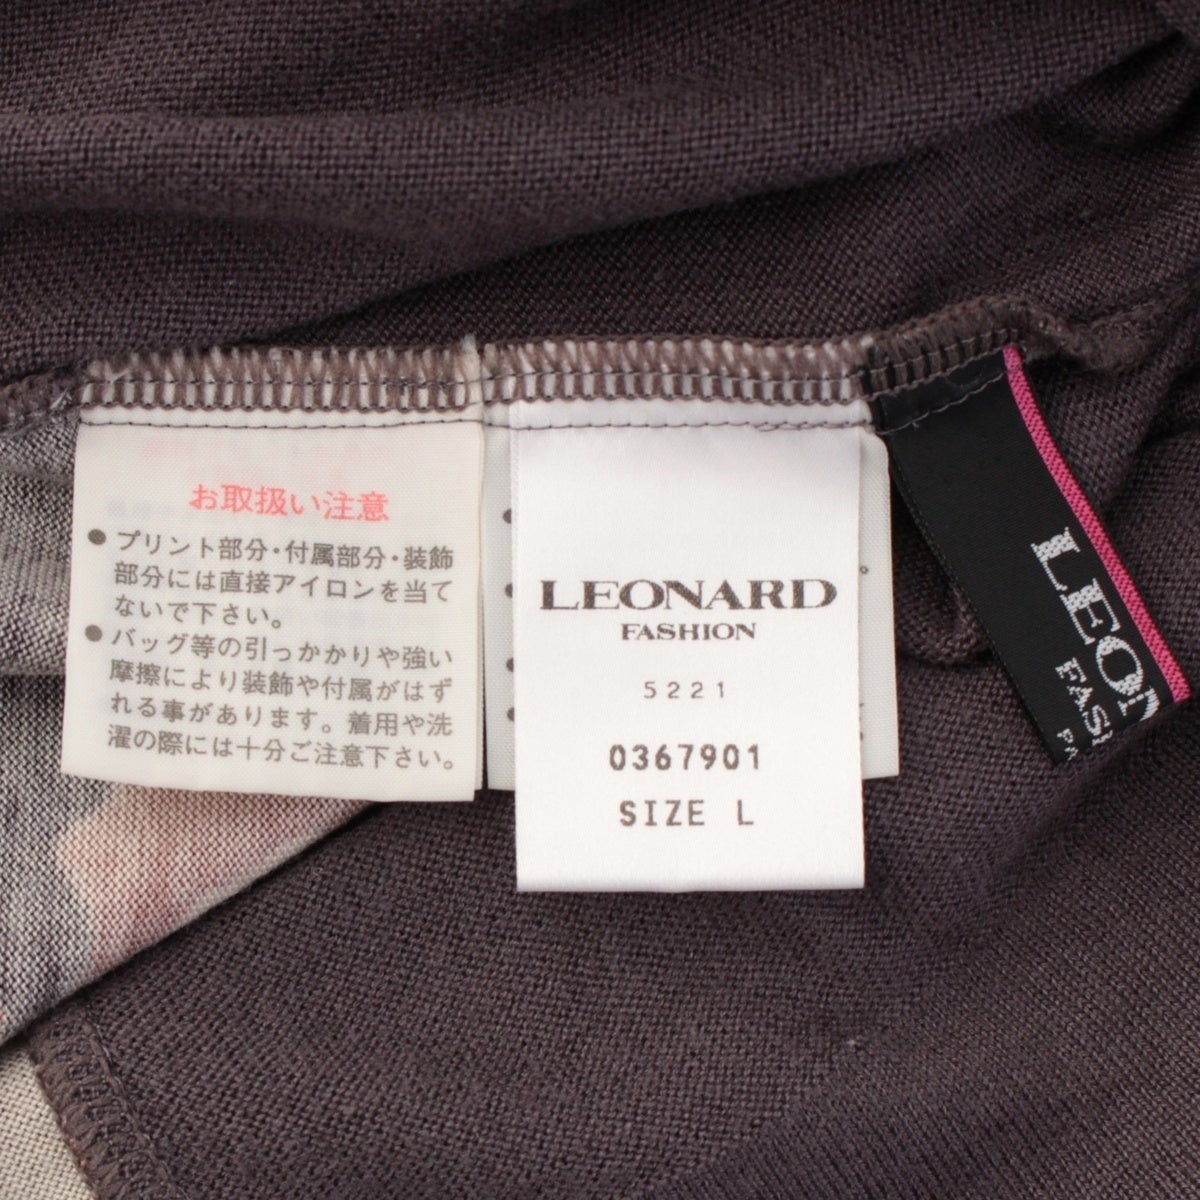 お取扱い注意
●プリント部分・付属部分・装飾
部分には直接アイロンを当て
ないで下さい。
●バッグ等の引っかかりや強い
摩擦により装飾や付属がはず
れる事があります。着用や洗
濯の際には十分ご注意下さい。
LEONARD
FASHION
5221
0367901
SIZE L
LEON
FASHI